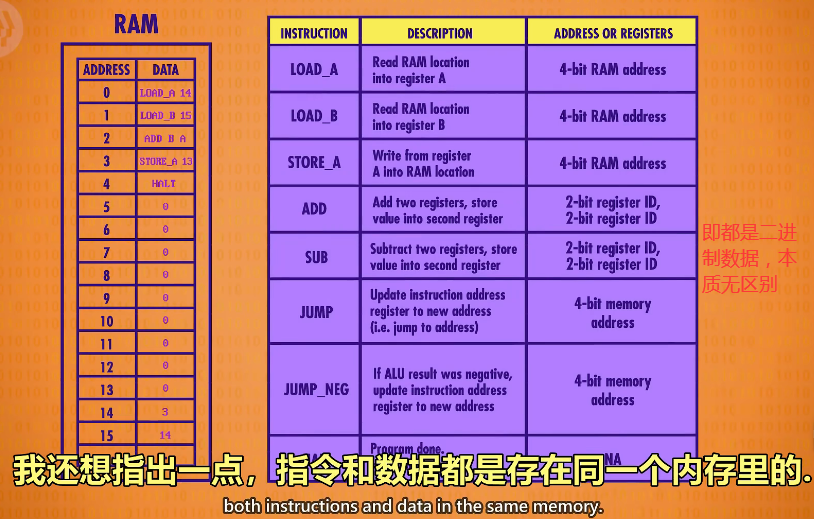 RAM
ADDRESS DATA
0 LOAD_A 14
1 LOAD_B 15
2 ADD B A
3 STORE_A 13
4 HALT
5 0
6 0
7 0
8 0
9 0
10 0
11 0
12 0
13 0
14 3
15 14
INSTRUCTION DESCRIPTION ADDRESS OR REGISTERS
LOAD_A Read RAM location
into register A 4-bit RAM address
LOAD_B Read RAM location
into register B 4-bit RAM address
STORE_A Write from register
A into RAM location 4-bit RAM address
ADD Add two registers, store
value into second register 2-bit register ID,
2-bit register ID
SUB Subtract two registers, store
value into second register 2-bit register ID,
2-bit register ID
JUMP Update instruction address
register to new address
(i.e. jump to address) 4-bit memory
address
JUMP_NEG If ALU result was negative,
update instruction address
register to new address 4-bit memory
address
Program done.
NA
即都是二进
制数据，本
质无区别
我还想指出一点，指令和数据都是存在同一个内存里的.
both instructions and data in the same memory.